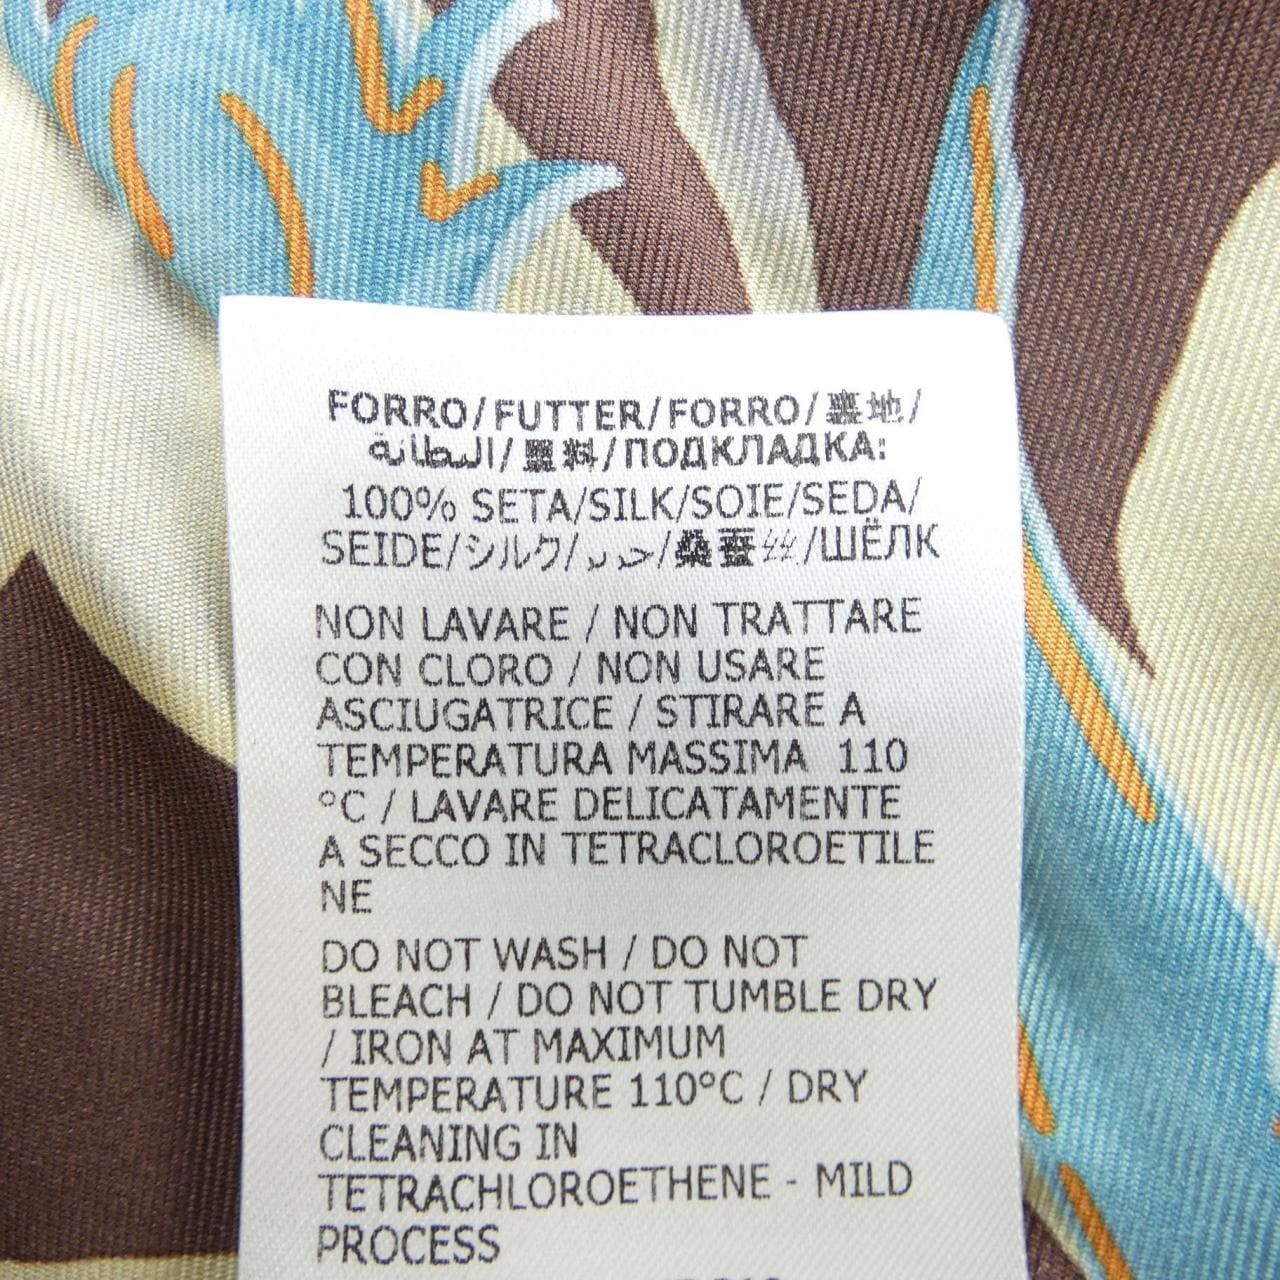 FORRO/FUTTER/FORRO/裏地/
البطانة/里料/ПОДКЛАДКА:
100% SETA/SILK/SOIE/SEDA/
SEIDE/シルク/حرير/桑蚕丝/ШЁЛК
NON LAVARE / NON TRATTARE
CON CLORO / NON USARE
ASCIUGATRICE / STIRARE A
TEMPERATURA MASSIMA 110
°C / LAVARE DELICATAMENTE
A SECCO IN TETRACLOROETILE
NE
DO NOT WASH / DO NOT
BLEACH / DO NOT TUMBLE DRY
/ IRON AT MAXIMUM
TEMPERATURE 110°C / DRY
CLEANING IN
TETRACHLOROETHENE - MILD
PROCESS